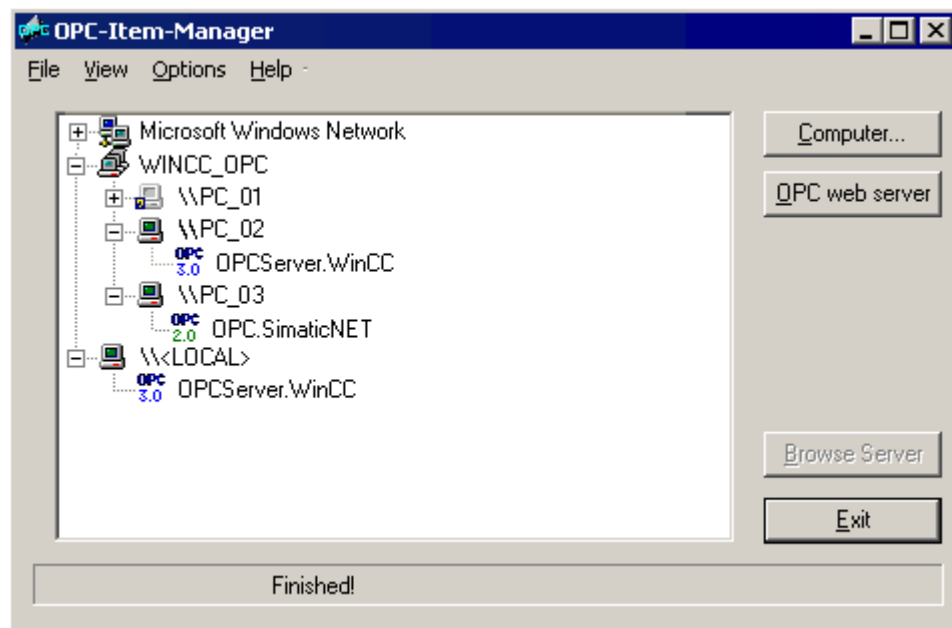 OPC OPC-Item-Manager
File View Options Help
Microsoft Windows Network
Computer...
WINCC_OPC
\\PC_01
OPC web server
\\PC_02
OPC 3.0 OPCServer.WinCC
\\PC_03
OPC 2.0 OPC.SimaticNET
\\<LOCAL>
OPC 3.0 OPCServer.WinCC
Browse Server
Exit
Finished!